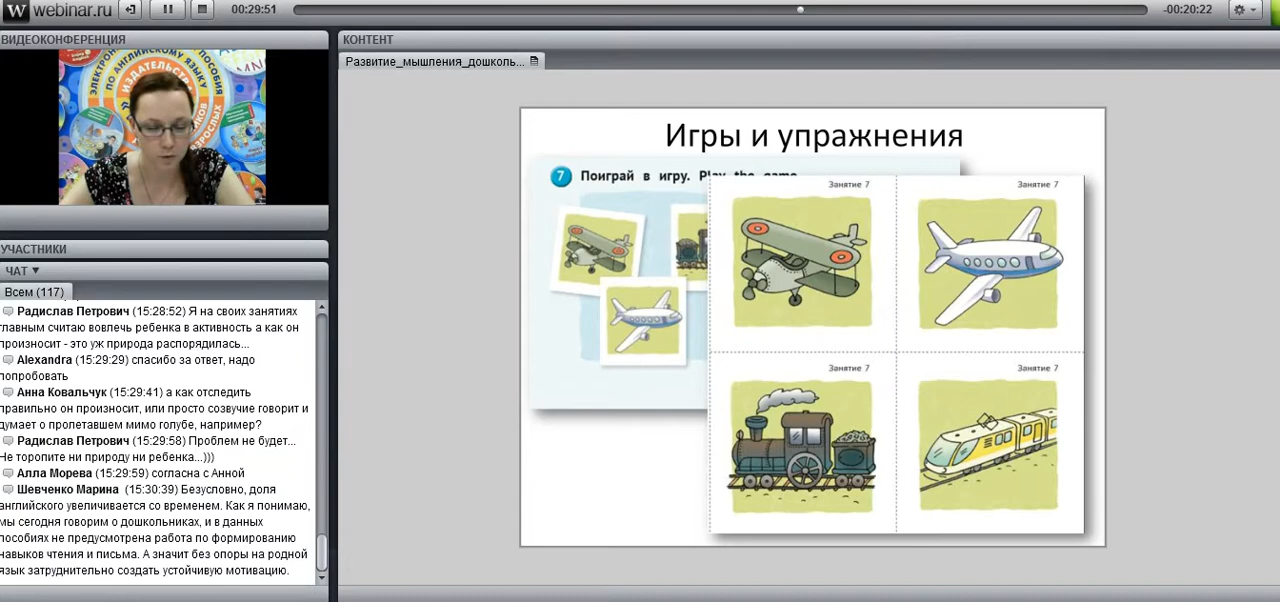 webinar.ru
00:29:51
-00:20:22
ВИДЕОКОНФЕРЕНЦИЯ
ЭЛЕКТРОН
ПОСОБИЯ
ПО АНГЛИЙСКОМУ ЯЗЫКУ
ИЗДАТЕЛЬСТВ
УЧАСТНИКИ
ЧАТ ▼
Всем (117)
Радислав Петрович (15:28:52) Я на своих занятиях
главным считаю вовлечь ребенка в активность а как он
произносит - это уж природа распорядилась...
Alexandra (15:29:29) спасибо за ответ, надо
попробовать
Анна Ковальчук (15:29:41) а как отследить
правильно он произносит, или просто созвучие говорит и
думает о пролетавшем мимо голубе, например?
Радислав Петрович (15:29:58) Проблем не будет...
Не торопите ни природу ни ребенка...)))
Алла Морева (15:29:59) согласна с Анной
Шевченко Марина (15:30:39) Безусловно, доля
английского увеличивается со временем. Как я понимаю,
мы сегодня говорим о дошкольниках, и в данных
пособиях не предусмотрена работа по формированию
навыков чтения и письма. А значит без опоры на родной
язык затруднительно создать устойчивую мотивацию.
КОНТЕНТ
Развитие_мышления_дошколь...
Игры и упражнения
7 Поиграй в игру. Play the game.
Занятие 7
Занятие 7
Занятие 7
Занятие 7